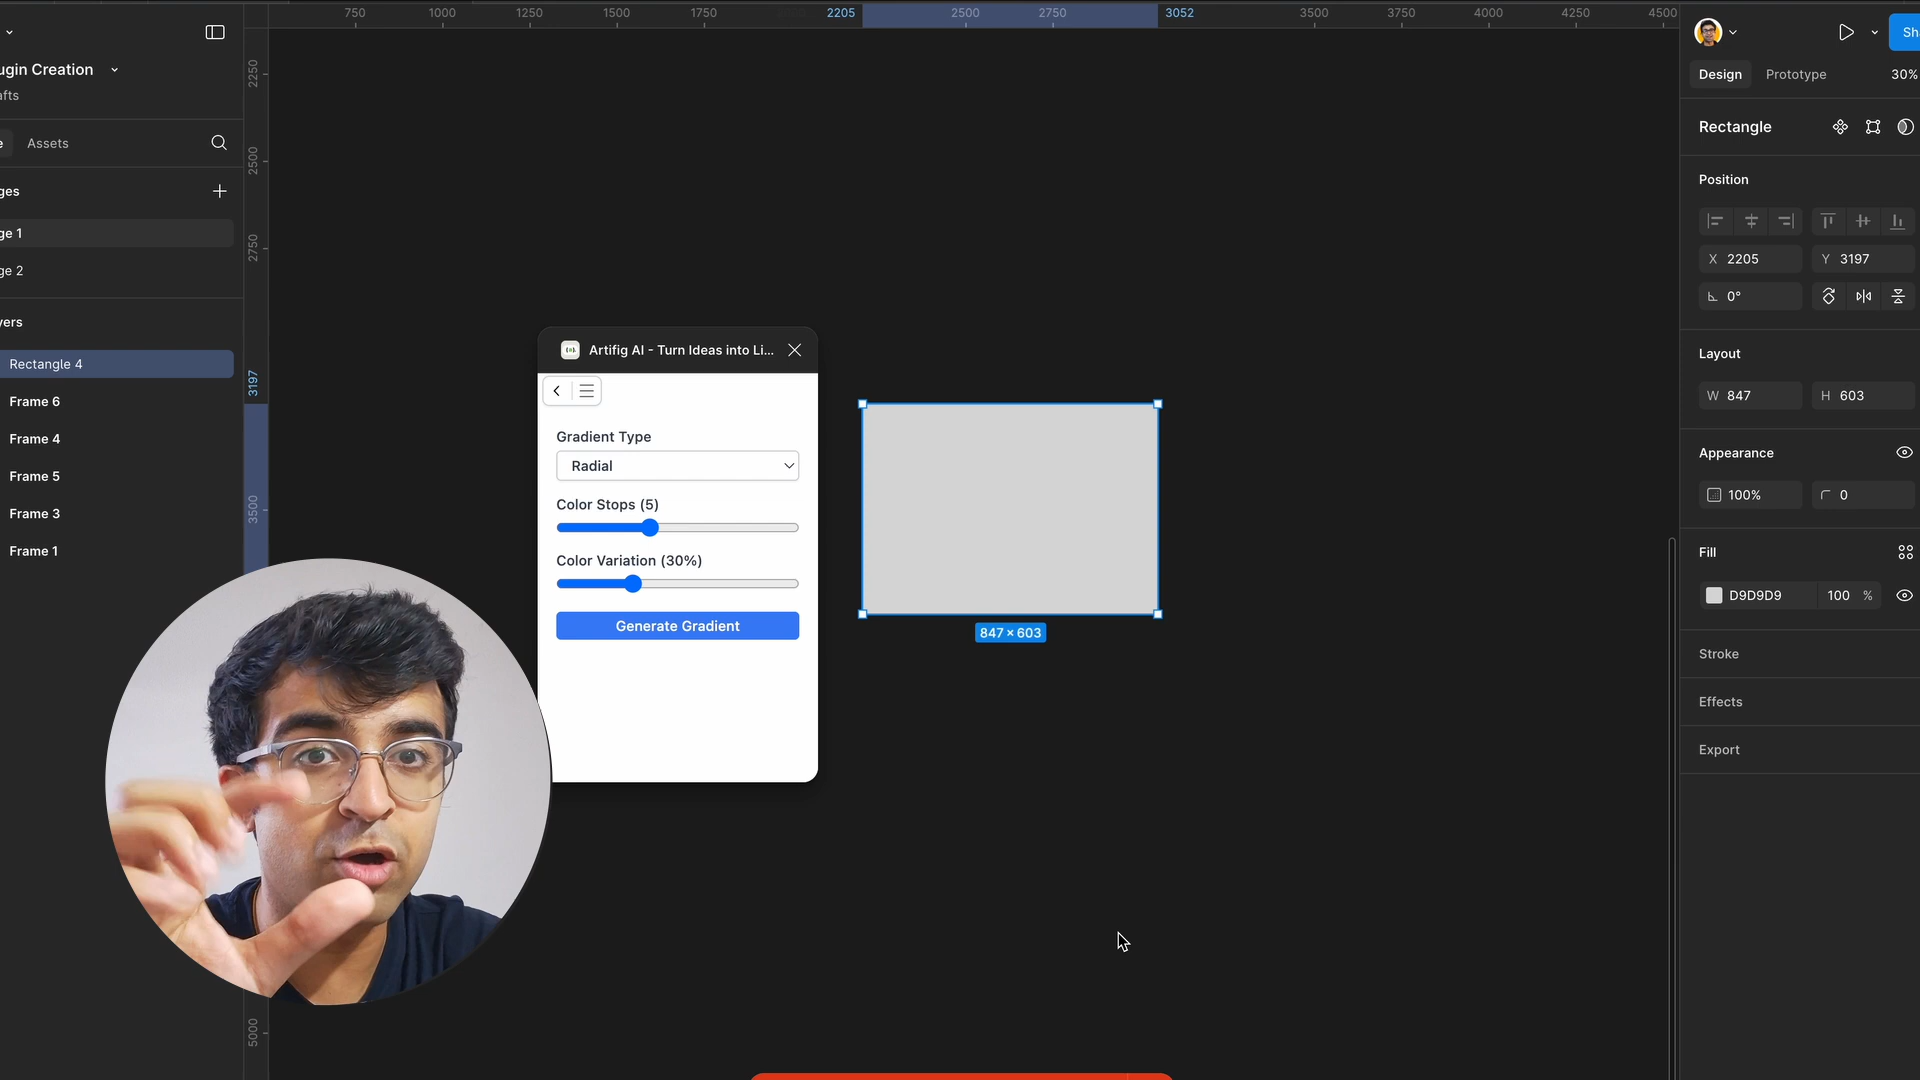 750 1000 1250 1500 1750 2205 2500 2750 3052 3500 3750 4000 4250 4500
ugin Creation
afts
e Assets
ges
ge 1
ge 2
yers
Rectangle 4
Frame 6
Frame 4
Frame 5
Frame 3
Frame 1
2250
2500
2750
3197
3500
5000
Artifig AI - Turn Ideas into Li...
Gradient Type
Radial
Color Stops (5)
Color Variation (30%)
Generate Gradient
847 × 603
Sh
Design Prototype 30%
Rectangle
Position
X 2205 Y 3197
0°
Layout
W 847 H 603
Appearance
100% 0
Fill
D9D9D9 100 %
Stroke
Effects
Export